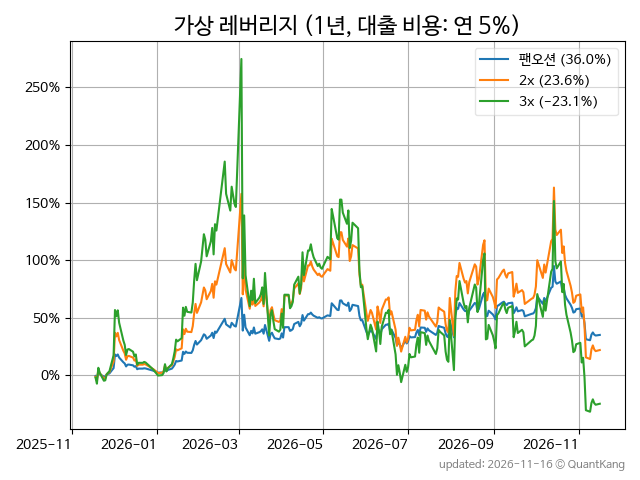 가상 레버리지 (1년, 대출 비용: 연 5%)
팬오션 (36.0%)
2x (23.6%)
3x (-23.1%)
250%
200%
150%
100%
50%
0%
2025-11 2026-01 2026-03 2026-05 2026-07 2026-09 2026-11
updated: 2026-11-16 © QuantKang